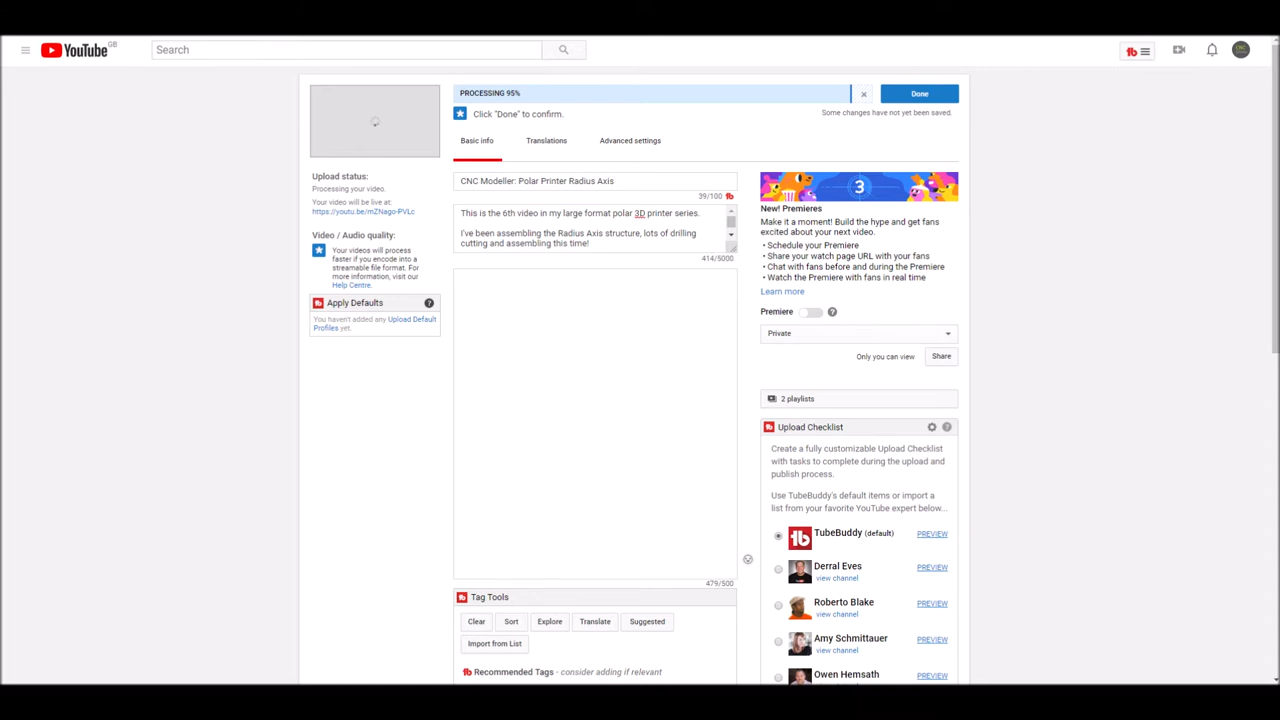 YouTube GB
Search
PROCESSING 95%
Done
Click "Done" to confirm.
Some changes have not yet been saved.
Basic info
Translations
Advanced settings
Upload status:
Processing your video.
Your video will be live at:
https://youtu.be/mZNago-PVLc
Video / Audio quality:
Your videos will process
faster if you encode into a
streamable file format. For
more information, visit our
Help Centre.
Apply Defaults
You haven't added any Upload Default
Profiles yet.
CNC Modeller: Polar Printer Radius Axis
39/100
This is the 6th video in my large format polar 3D printer series.
I've been assembling the Radius Axis structure, lots of drilling
cutting and assembling this time!
414/5000
479/500
Tag Tools
Clear
Sort
Explore
Translate
Suggested
Import from List
Recommended Tags - consider adding if relevant
3
New! Premieres
Make it a moment! Build the hype and get fans
excited about your next video.
• Schedule your Premiere
• Share your watch page URL with your fans
• Chat with fans before and during the Premiere
• Watch the Premiere with fans in real time
Learn more
Premiere
Private
Only you can view
Share
2 playlists
Upload Checklist
Create a fully customizable Upload Checklist
with tasks to complete during the upload and
publish process.
Use TubeBuddy's default items or import a
list from your favorite YouTube expert below...
TubeBuddy (default)
PREVIEW
Derral Eves
PREVIEW
view channel
Roberto Blake
PREVIEW
view channel
Amy Schmittauer
PREVIEW
view channel
Owen Hemsath
PREVIEW